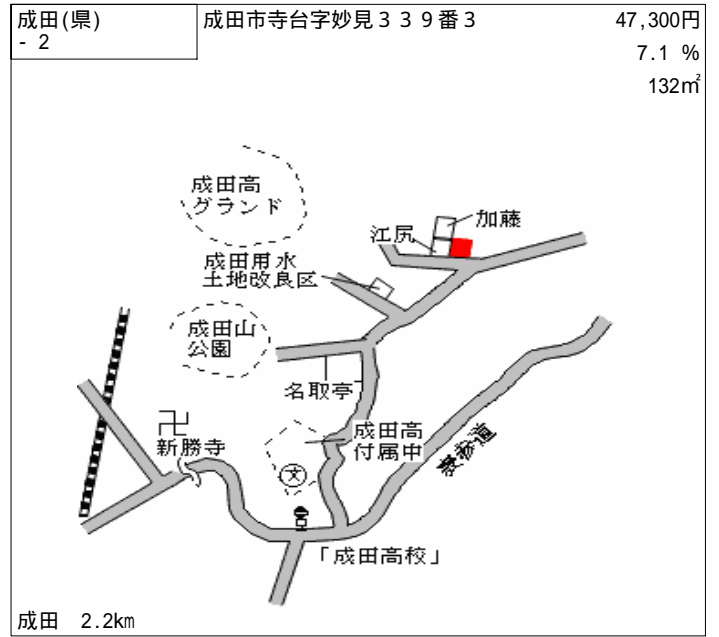 成田(県)
- 2
成田市寺台字妙見３３９番３
47,300円
7.1 %
132㎡
成田高
グランド
加藤
江尻
成田用水
土地改良区
成田山
公園
名取亭
卍
新勝寺
成田高
付属中
文
表参道
「成田高校」
成田 2.2km